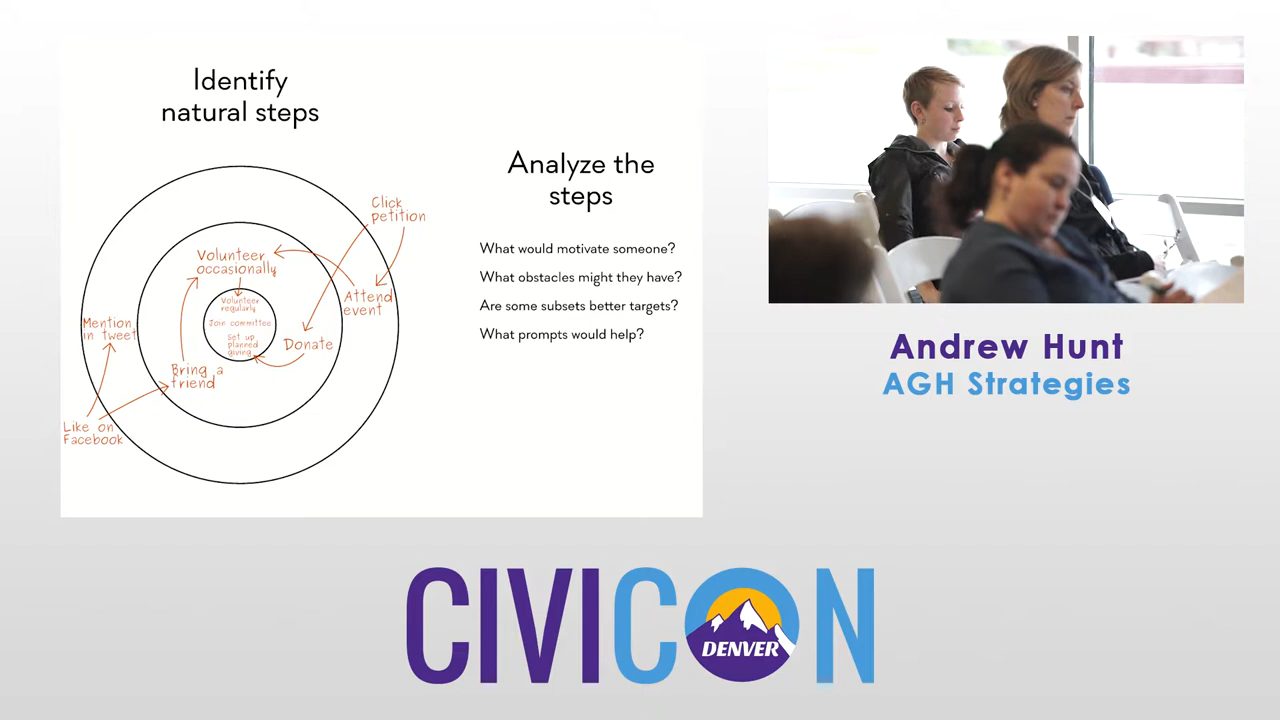 Identify
natural steps
Click
petition
Volunteer
occasionally
Attend
event
Volunteer
regularly
Join committee
Set up
planned
giving
Donate
Mention
in tweet
Bring a
friend
Like on
Facebook
Analyze the
steps
What would motivate someone?
What obstacles might they have?
Are some subsets better targets?
What prompts would help?
Andrew Hunt
AGH Strategies
CIVICON
DENVER